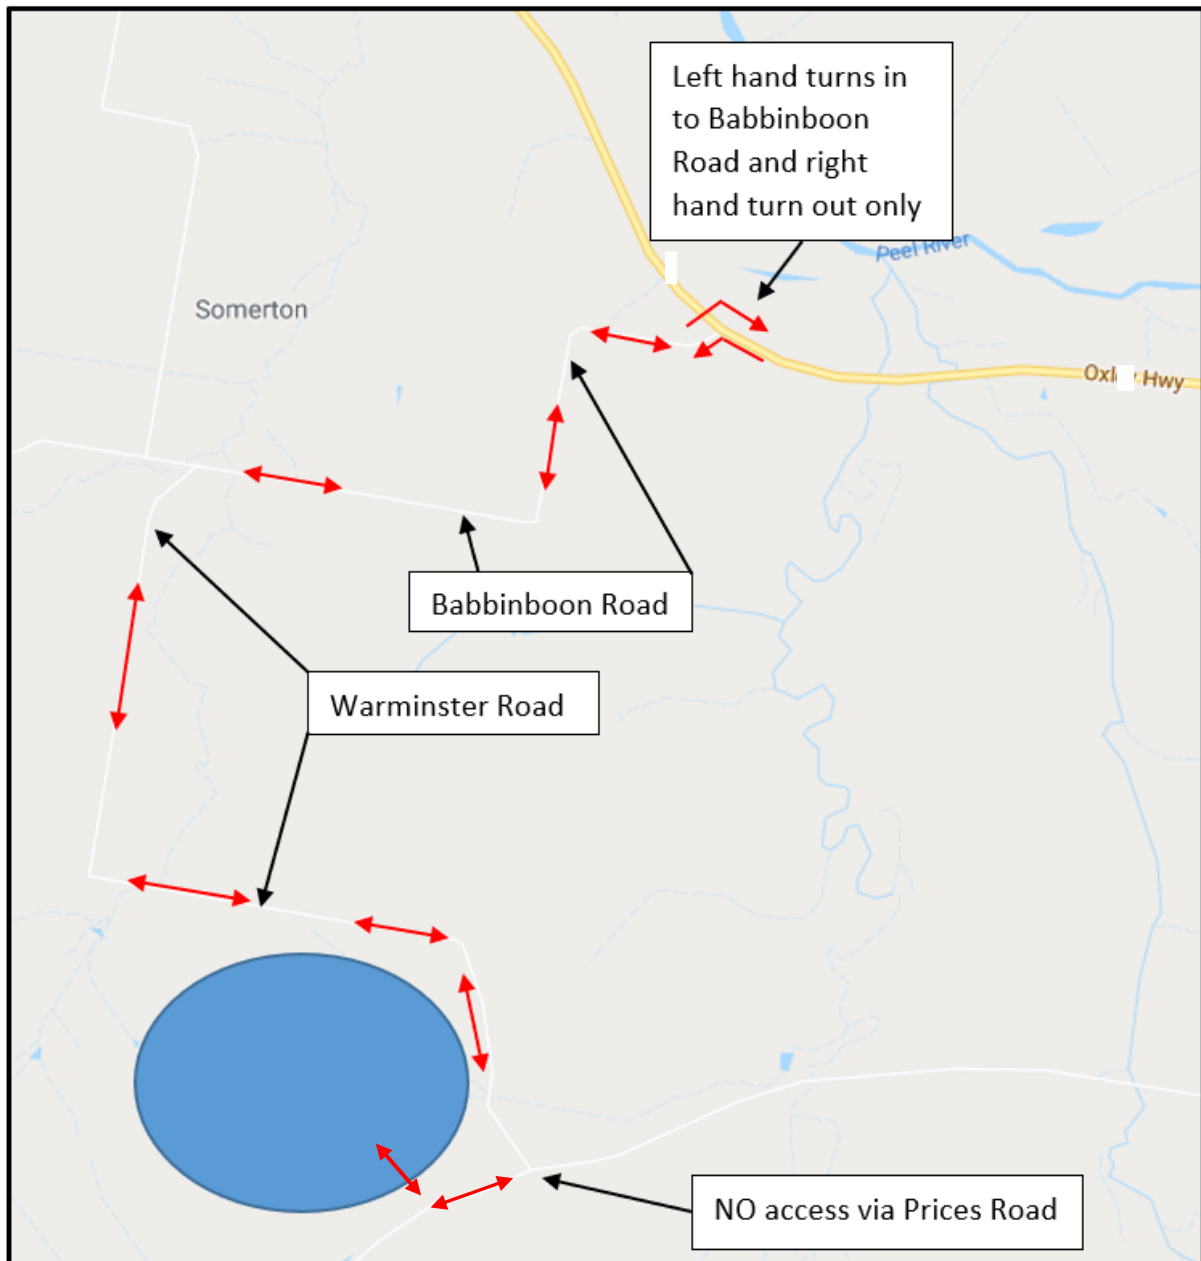 Left hand turns in
to Babbinboon
Road and right
hand turn out only
Peel River
Somerton
Hwy
Babbinboon Road
Warminster Road
NO access via Prices Road